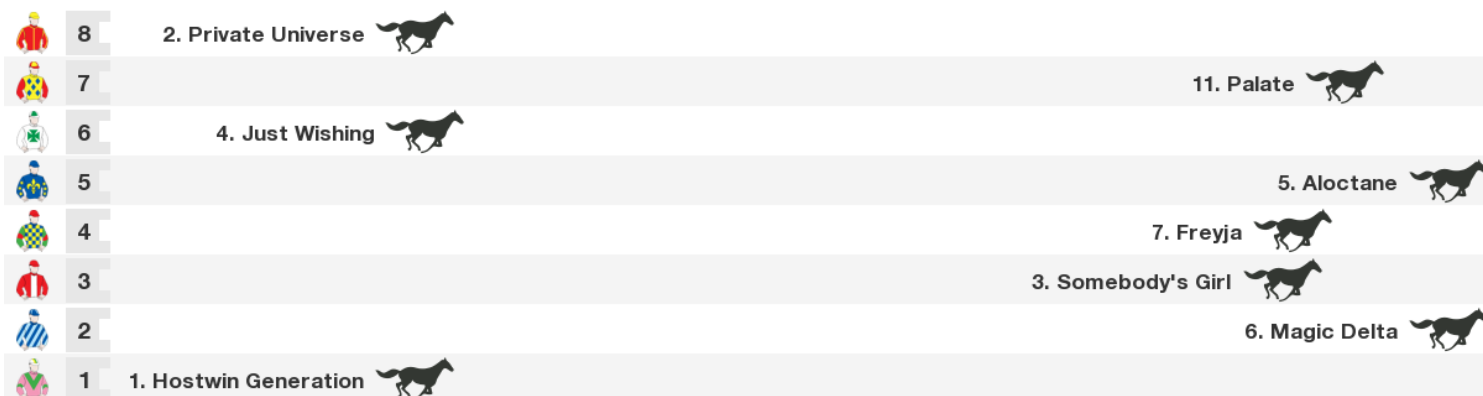 8 2. Private Universe
7 11. Palate
6 4. Just Wishing
5 5. Aloctane
4 7. Freyja
3 3. Somebody's Girl
2 6. Magic Delta
1 1. Hostwin Generation